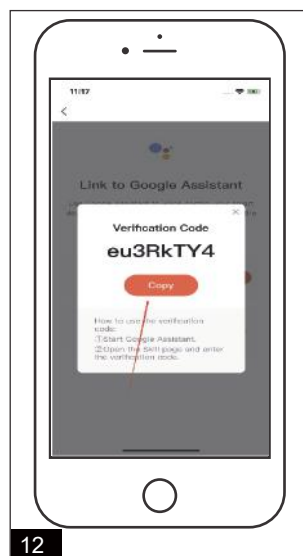 11:57
Link to Google Assistant
Verification Code
eu3RkTY4
Copy
How to use the verification
code:
①Start Google Assistant.
②Open the Skill page and enter
the verification code.
12